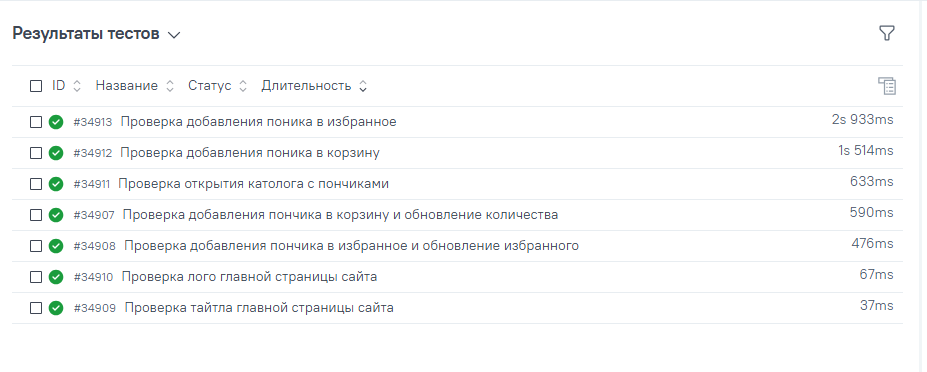 Результаты тестов
ID Название Статус Длительность
#34913 Проверка добавления поника в избранное 2s 933ms
#34912 Проверка добавления поника в корзину 1s 514ms
#34911 Проверка открытия католога с пончиками 633ms
#34907 Проверка добавления пончика в корзину и обновление количества 590ms
#34908 Проверка добавления пончика в избранное и обновление избранного 476ms
#34910 Проверка лого главной страницы сайта 67ms
#34909 Проверка тайтла главной страницы сайта 37ms